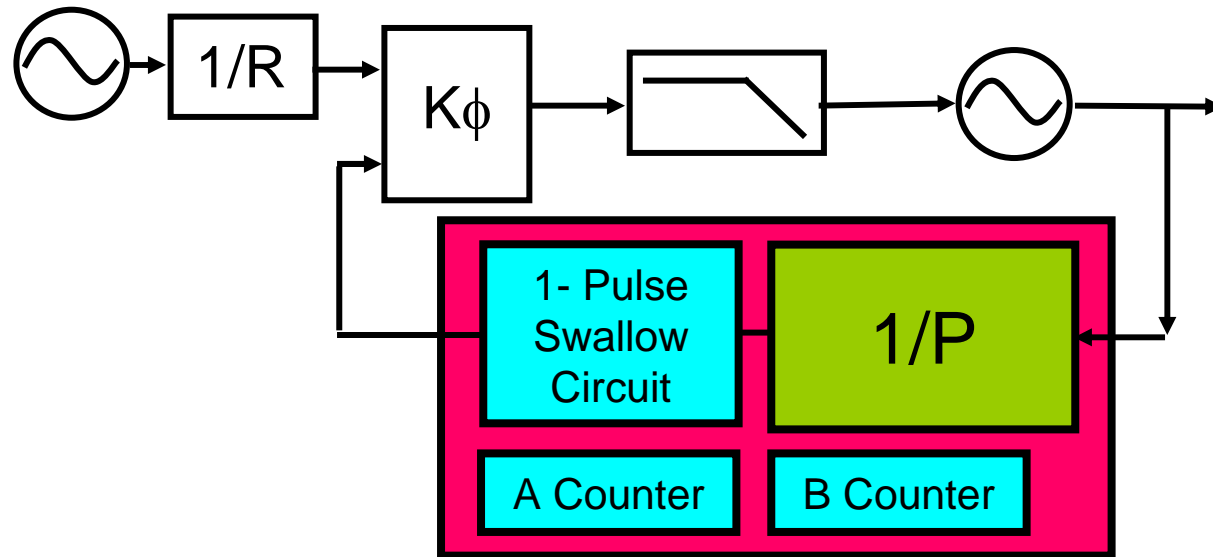 1/R
Kϕ
1- Pulse
Swallow
Circuit
1/P
A Counter
B Counter